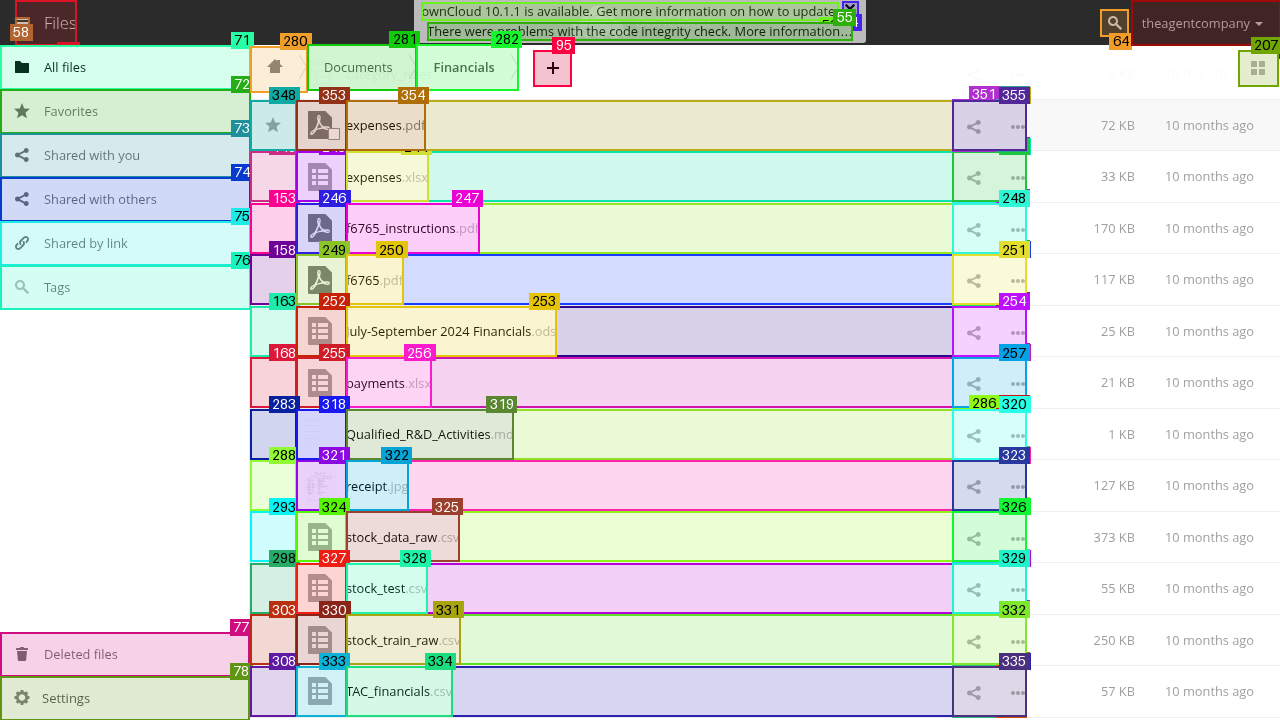 ownCloud 10.1.1 is available. Get more information on how to update.
There were problems with the code integrity check. More information…
55
58
Files
64
theagentcompany
71
280
281
282
95
207
All files
Documents
Financials
+
72
Favorites
348
353
354
351
355
expenses.pdf
72 KB
10 months ago
73
Shared with you
expenses.xlsx
33 KB
10 months ago
74
Shared with others
153
246
247
248
f6765_instructions.pdf
170 KB
10 months ago
75
Shared by link
158
249
250
251
f6765.pdf
117 KB
10 months ago
76
Tags
163
252
253
254
July-September 2024 Financials.ods
25 KB
10 months ago
168
255
256
257
payments.xlsx
21 KB
10 months ago
283
318
319
286
320
Qualified_R&D_Activities.md
1 KB
10 months ago
288
321
322
323
receipt.jpg
127 KB
10 months ago
293
324
325
326
stock_data_raw.csv
373 KB
10 months ago
298
327
328
329
stock_test.csv
55 KB
10 months ago
303
330
331
332
stock_train_raw.csv
250 KB
10 months ago
77
Deleted files
308
333
334
335
TAC_financials.csv
57 KB
10 months ago
78
Settings